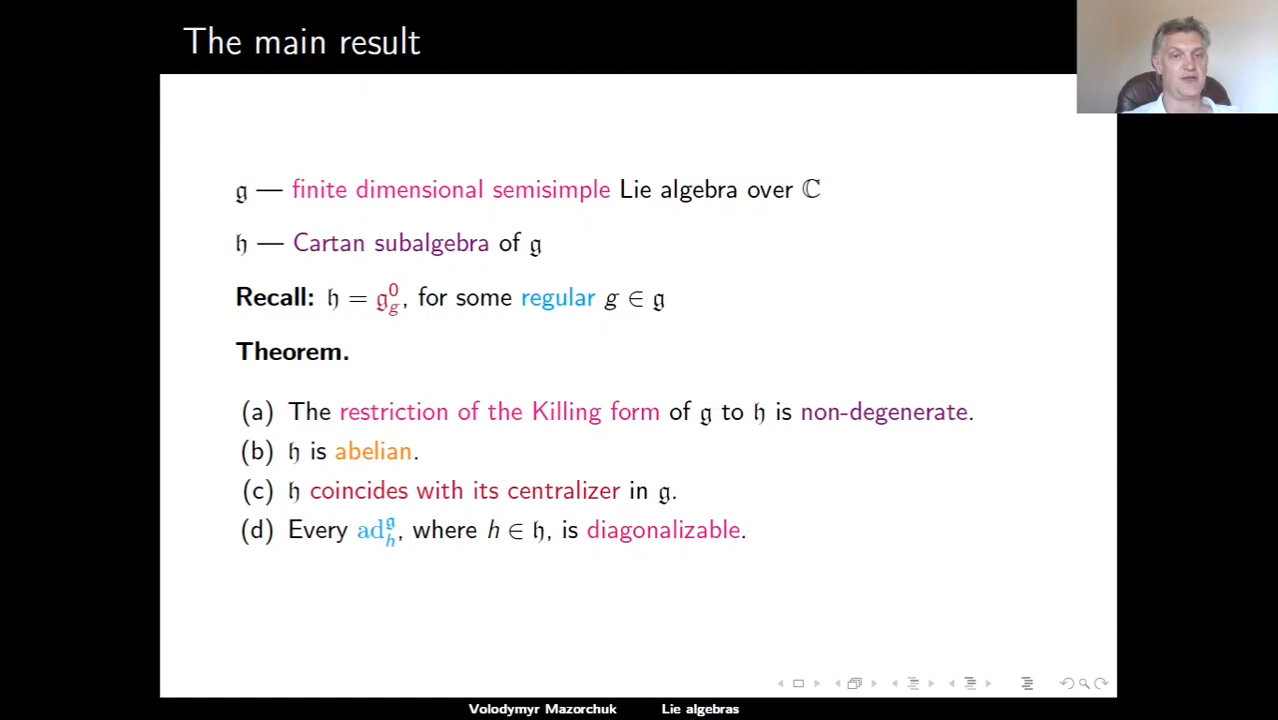 The main result
𝔤 — finite dimensional semisimple Lie algebra over ℂ
𝔥 — Cartan subalgebra of 𝔤
Recall: 𝔥 = 𝔤⁰_g, for some regular g ∈ 𝔤
Theorem.
(a) The restriction of the Killing form of 𝔤 to 𝔥 is non-degenerate.
(b) 𝔥 is abelian.
(c) 𝔥 coincides with its centralizer in 𝔤.
(d) Every ad^𝔤_h, where h ∈ 𝔥, is diagonalizable.
Volodymyr Mazorchuk Lie algebras